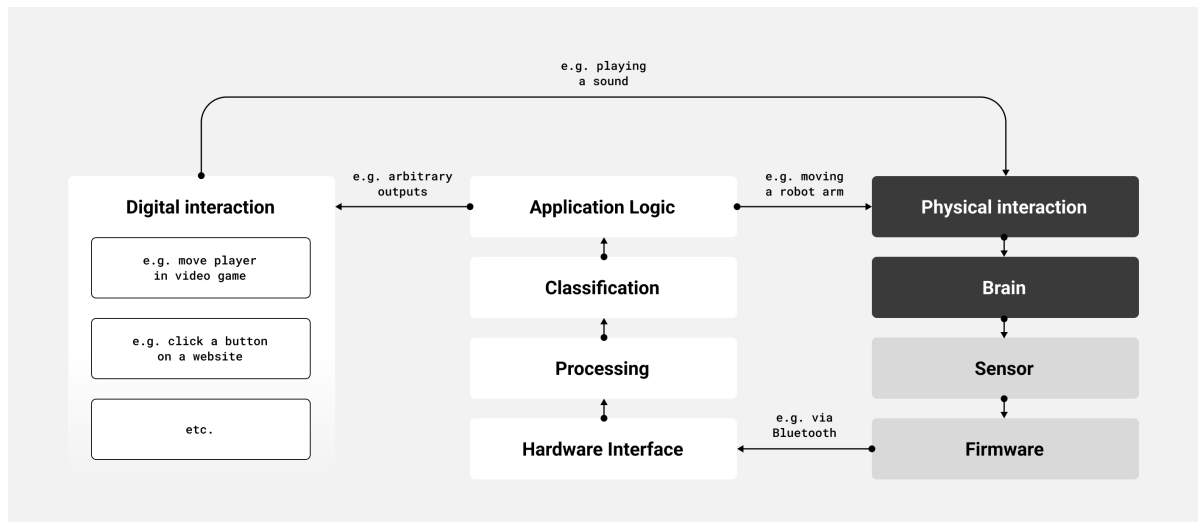 e.g. playing
a sound
e.g. arbitrary
outputs
e.g. moving
a robot arm
Digital interaction
Application Logic
Physical interaction
e.g. move player
in video game
Classification
Brain
e.g. click a button
on a website
Processing
Sensor
e.g. via
Bluetooth
etc.
Hardware Interface
Firmware